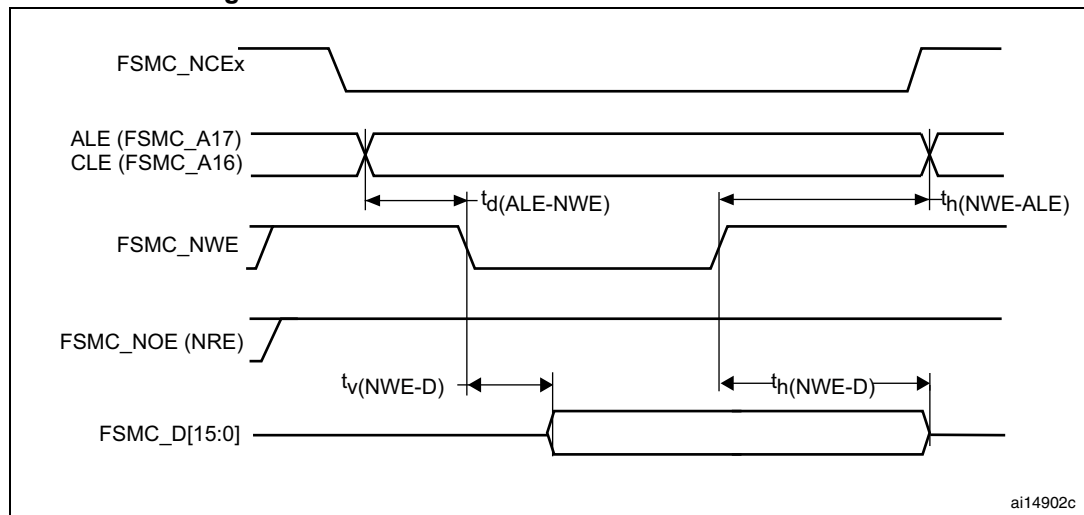 FSMC_NCEx
ALE (FSMC_A17)
CLE (FSMC_A16)
td(ALE-NWE)
th(NWE-ALE)
FSMC_NWE
FSMC_NOE (NRE)
tv(NWE-D)
th(NWE-D)
FSMC_D[15:0]
ai14902c